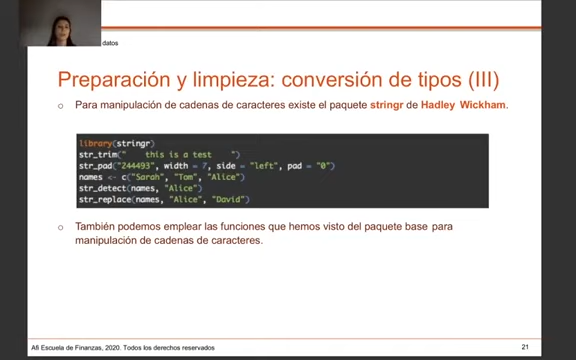 datos
Preparación y limpieza: conversión de tipos (III)
Para manipulación de cadenas de caracteres existe el paquete stringr de Hadley Wickham.
library(stringr)
str_trim("    this is a test    ")
str_pad("244493", width = 7, side = "left", pad = "0")
names <- c("Sarah", "Tom", "Alice")
str_detect(names, "Alice")
str_replace(names, "Alice", "David")
También podemos emplear las funciones que hemos visto del paquete base para
manipulación de cadenas de caracteres.
Afi Escuela de Finanzas, 2020. Todos los derechos reservados
21